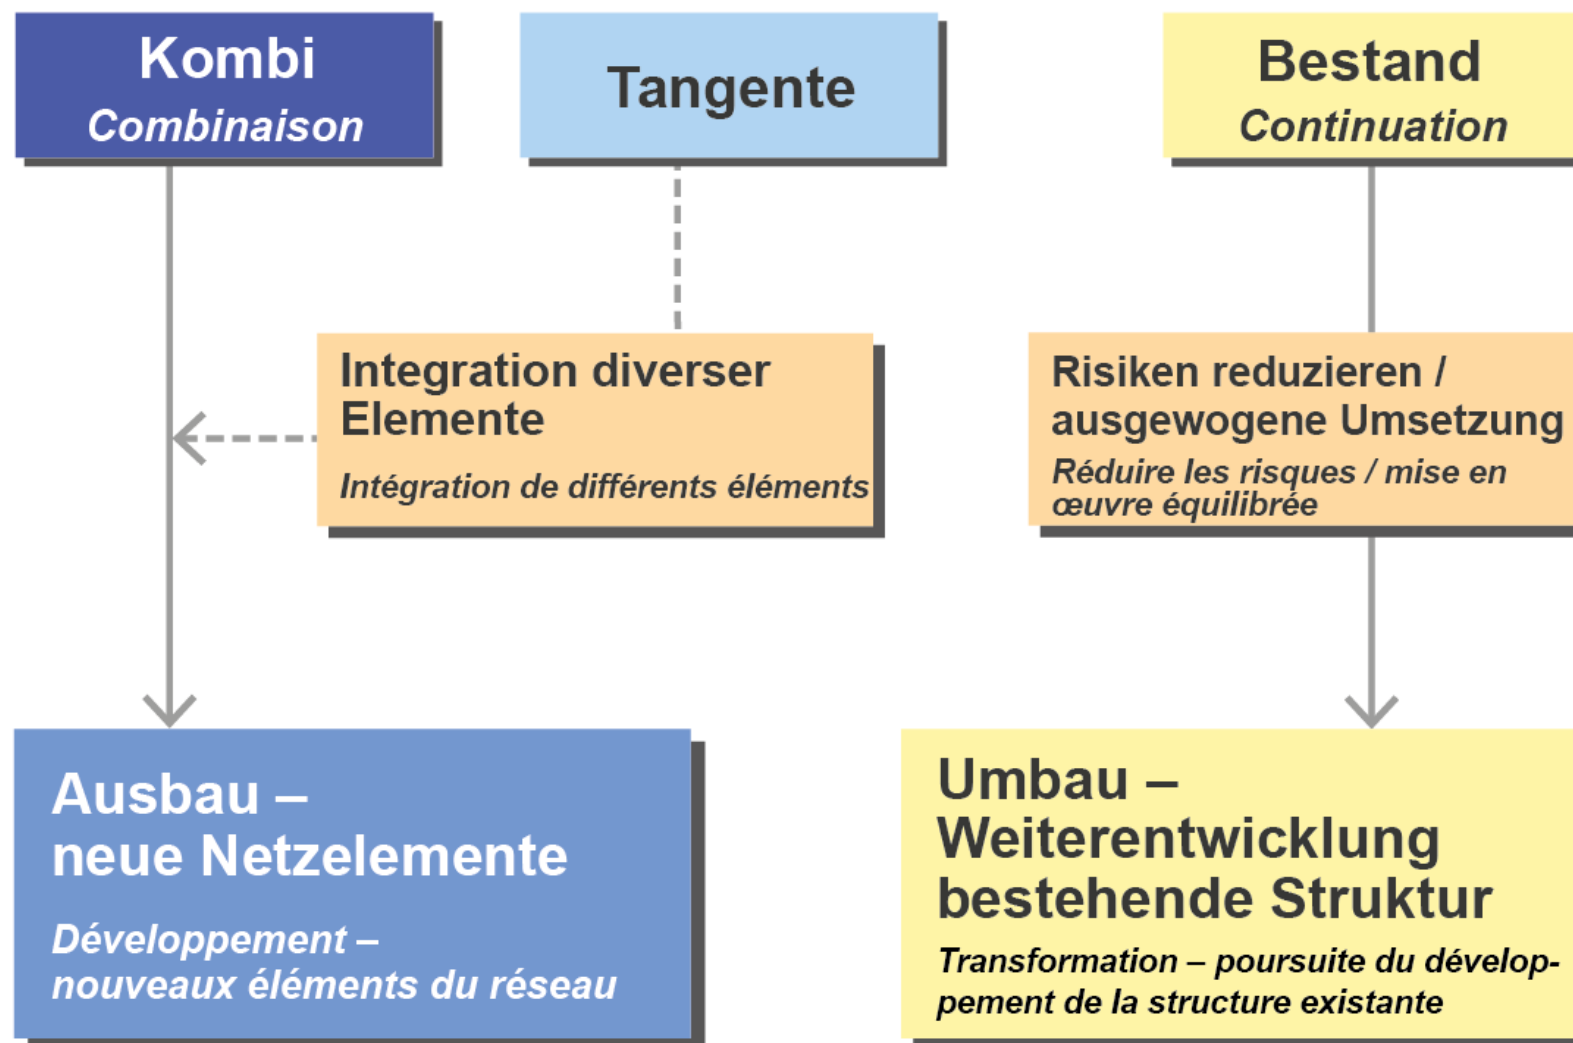 Kombi
Combinaison
Tangente
Bestand
Continuation
Integration diverser
Elemente
Intégration de différents éléments
Risiken reduzieren /
ausgewogene Umsetzung
Réduire les risques / mise en
œuvre équilibrée
Ausbau –
neue Netzelemente
Développement –
nouveaux éléments du réseau
Umbau –
Weiterentwicklung
bestehende Struktur
Transformation – poursuite du dévelop-
pement de la structure existante